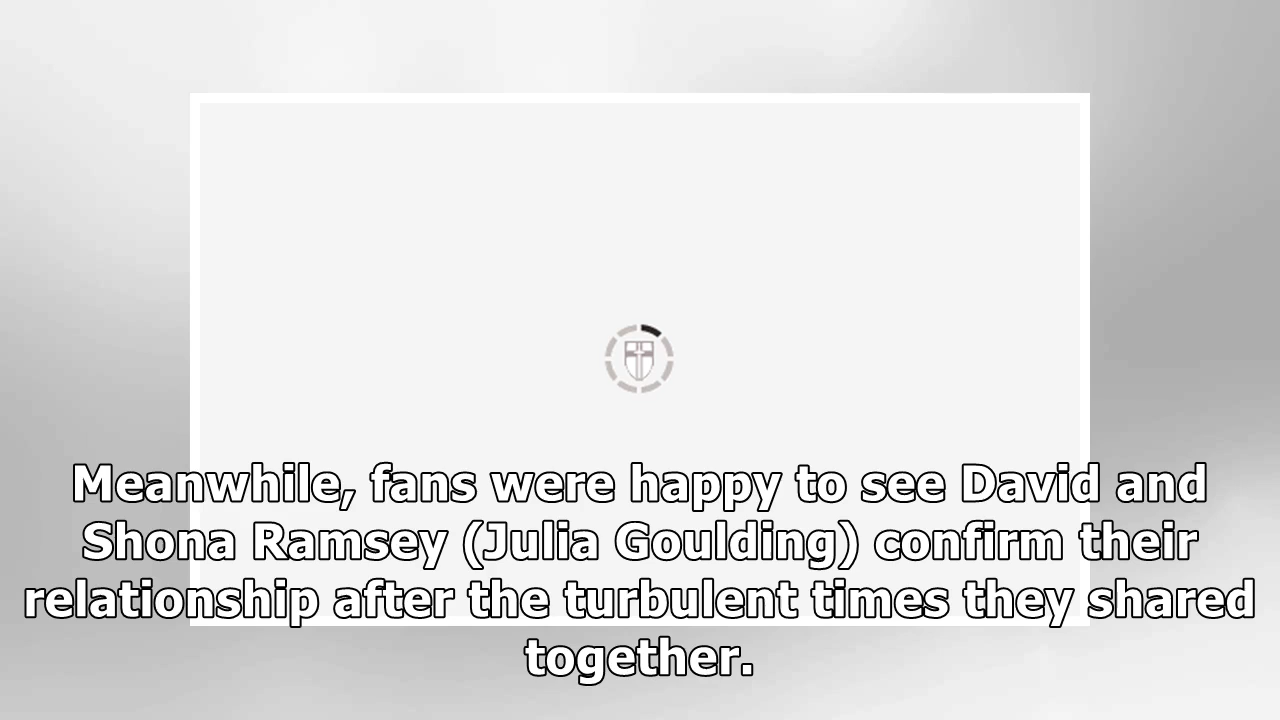 Meanwhile, fans were happy to see David and
Shona Ramsey (Julia Goulding) confirm their
relationship after the turbulent times they shared
together.